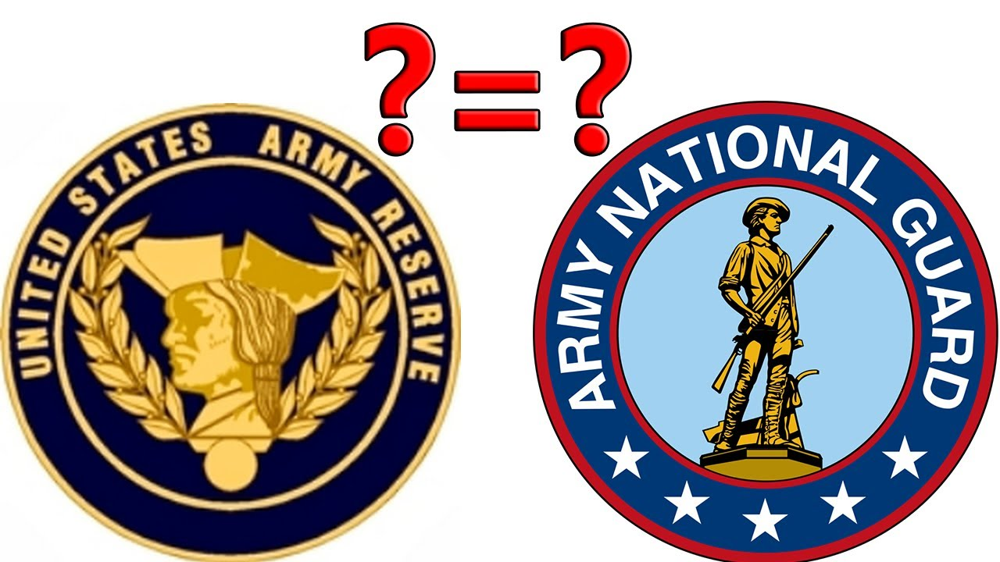 ?=?
UNITED STATES ARMY RESERVE
ARMY NATIONAL GUARD